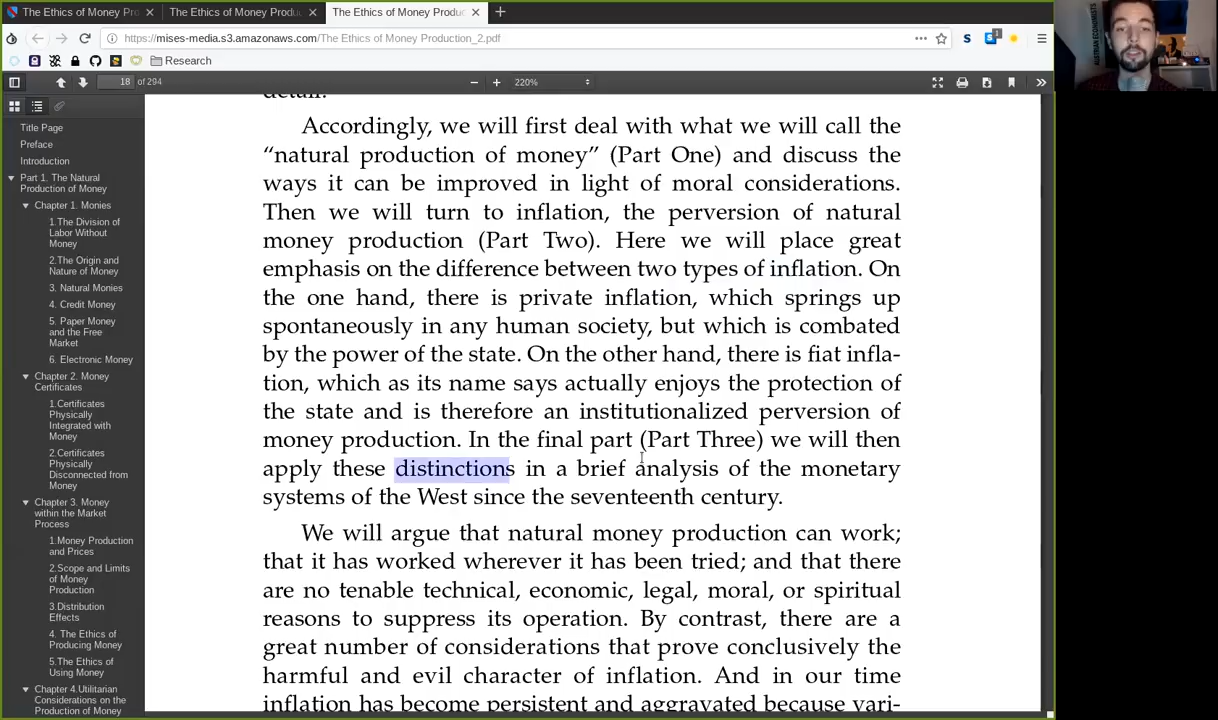 The Ethics of Money Pro
The Ethics of Money Produc
The Ethics of Money Produc
https://mises-media.s3.amazonaws.com/The Ethics of Money Production_2.pdf
Research
18 of 294
220%
Title Page
Preface
Introduction
Part 1. The Natural
Production of Money
Chapter 1. Monies
1.The Division of
Labor Without
Money
2.The Origin and
Nature of Money
3. Natural Monies
4. Credit Money
5. Paper Money
and the Free
Market
6. Electronic Money
Chapter 2. Money
Certificates
1.Certificates
Physically
Integrated with
Money
2.Certificates
Physically
Disconnected from
Money
Chapter 3. Money
within the Market
Process
1.Money Production
and Prices
2.Scope and Limits
of Money
Production
3.Distribution
Effects
4. The Ethics of
Producing Money
5.The Ethics of
Using Money
Chapter 4.Utilitarian
Considerations on the
Production of Money
detail.
Accordingly, we will first deal with what we will call the
“natural production of money” (Part One) and discuss the
ways it can be improved in light of moral considerations.
Then we will turn to inflation, the perversion of natural
money production (Part Two). Here we will place great
emphasis on the difference between two types of inflation. On
the one hand, there is private inflation, which springs up
spontaneously in any human society, but which is combated
by the power of the state. On the other hand, there is fiat infla-
tion, which as its name says actually enjoys the protection of
the state and is therefore an institutionalized perversion of
money production. In the final part (Part Three) we will then
apply these distinctions in a brief analysis of the monetary
systems of the West since the seventeenth century.
We will argue that natural money production can work;
that it has worked wherever it has been tried; and that there
are no tenable technical, economic, legal, moral, or spiritual
reasons to suppress its operation. By contrast, there are a
great number of considerations that prove conclusively the
harmful and evil character of inflation. And in our time
inflation has become persistent and aggravated because vari-